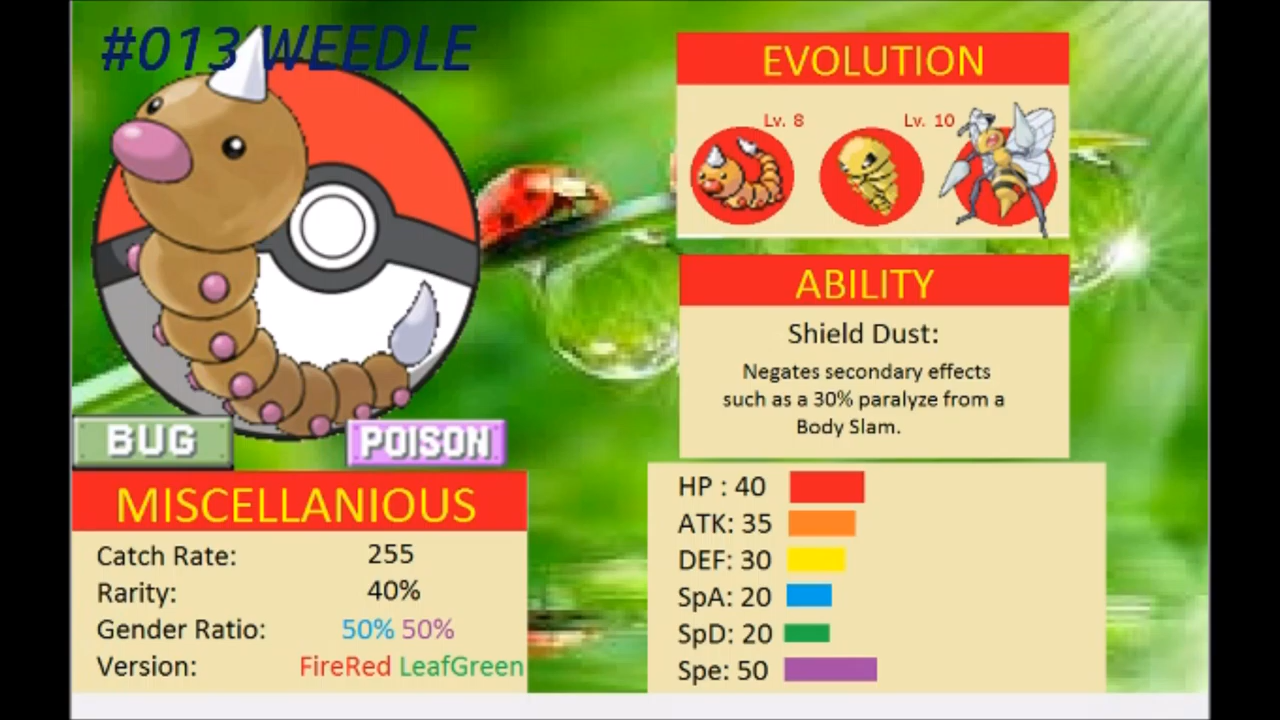 #013 WEEDLE
BUG
POISON
MISCELLANIOUS
Catch Rate: 255
Rarity: 40%
Gender Ratio: 50% 50%
Version: FireRed LeafGreen
EVOLUTION
Lv. 8 Lv. 10
ABILITY
Shield Dust:
Negates secondary effects
such as a 30% paralyze from a
Body Slam.
HP : 40
ATK: 35
DEF: 30
SpA: 20
SpD: 20
Spe: 50